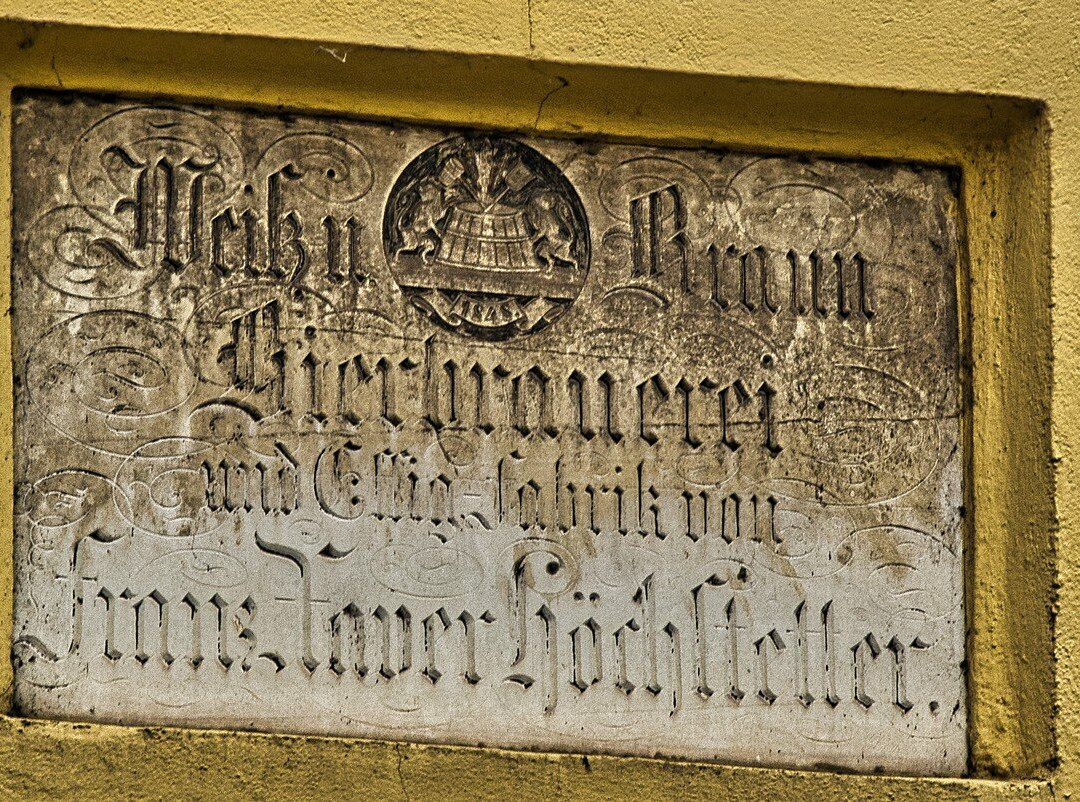 Weiß u. Braun
Bierbrauerei
und Essig-fabrik von
Franz Xaver Höchstetter.